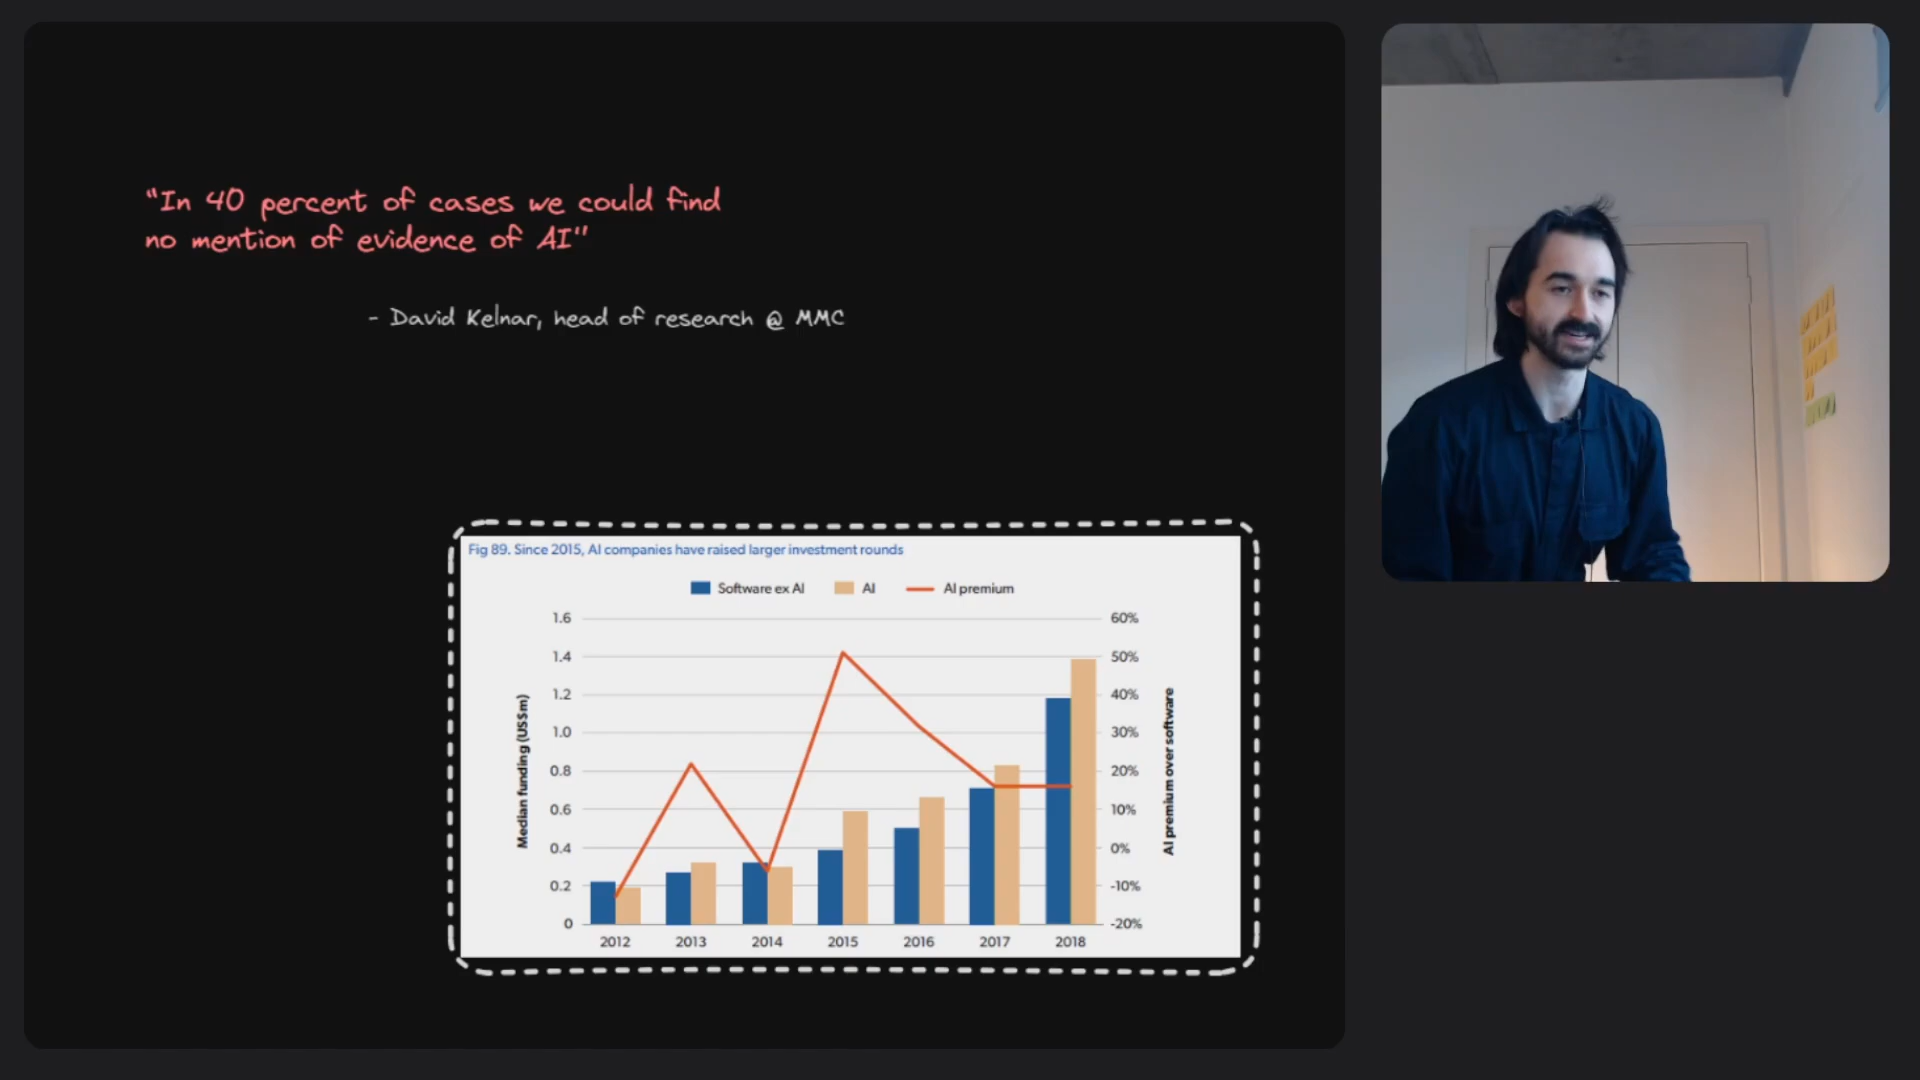 “In 40 percent of cases we could find
no mention of evidence of AI”
- David Kelnar, head of research @ MMC
Fig 89. Since 2015, AI companies have raised larger investment rounds
Software ex AI AI AI premium
Median funding (US$m)
1.6
1.4
1.2
1.0
0.8
0.6
0.4
0.2
0
60%
50%
40%
30%
20%
10%
0%
-10%
-20%
AI premium over software
2012 2013 2014 2015 2016 2017 2018